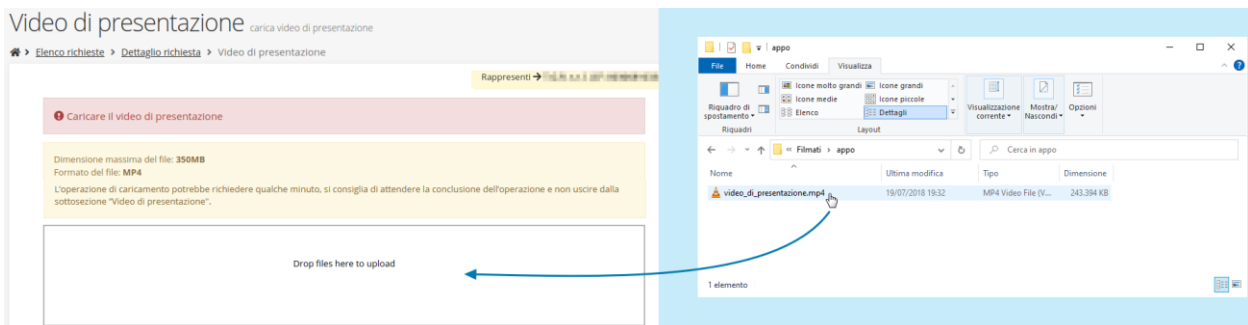 Video di presentazione carica video di presentazione
Elenco richieste > Dettaglio richiesta > Video di presentazione
Rappresenti
Caricare il video di presentazione
Dimensione massima del file: 350MB
Formato del file: MP4
L'operazione di caricamento potrebbe richiedere qualche minuto, si consiglia di attendere la conclusione dell'operazione e non uscire dalla
sottosezione "Video di presentazione".
Drop files here to upload
appo
File Home Condividi Visualizza
Riquadro di
spostamento
Icone molto grandi Icone grandi
Icone medie Icone piccole
Elenco Dettagli
Visualizzazione
corrente
Mostra/
Nascondi
Opzioni
Riquadri Layout
« Filmati > appo
Cerca in appo
Nome Ultima modifica Tipo Dimensione
video_di_presentazione.mp4 19/07/2018 19:32 MP4 Video File (V... 243.394 KB
1 elemento